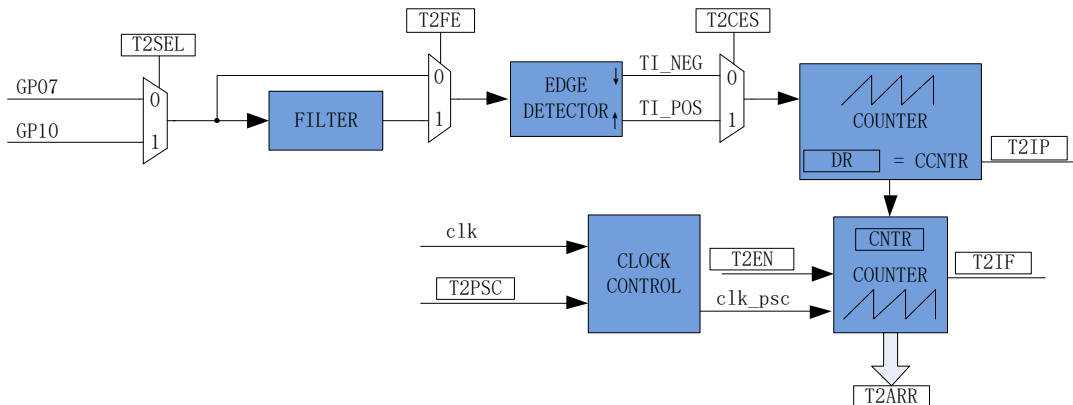 T2SEL
T2FE
T2CES
GP07
GP10
0
1
FILTER
0
1
EDGE
DETECTOR
TI_NEG
TI_POS
0
1
COUNTER
DR = CCNTR
T2IP
clk
T2PSC
CLOCK
CONTROL
T2EN
clk_psc
CNTR
COUNTER
T2IF
T2ARR